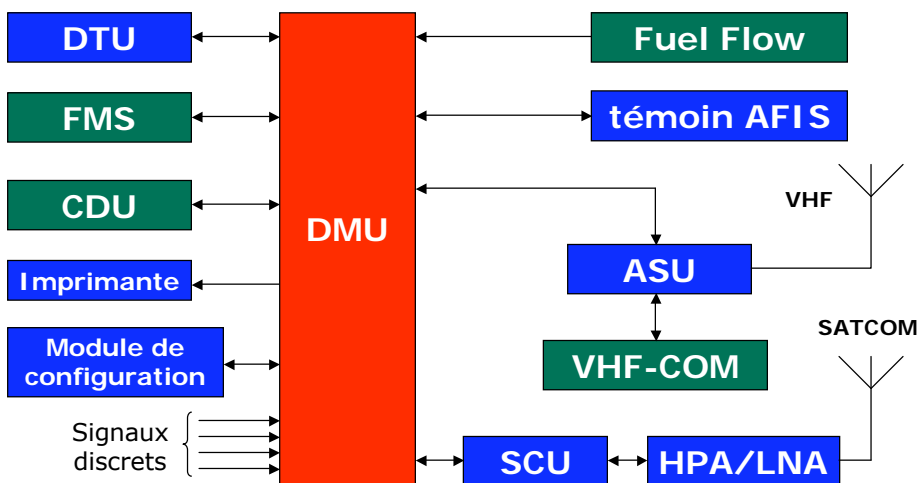 DTU
FMS
CDU
Imprimante
Module de
configuration
Signaux
discrets
DMU
Fuel Flow
témoin AFIS
VHF
ASU
VHF-COM
SATCOM
SCU
HPA/LNA